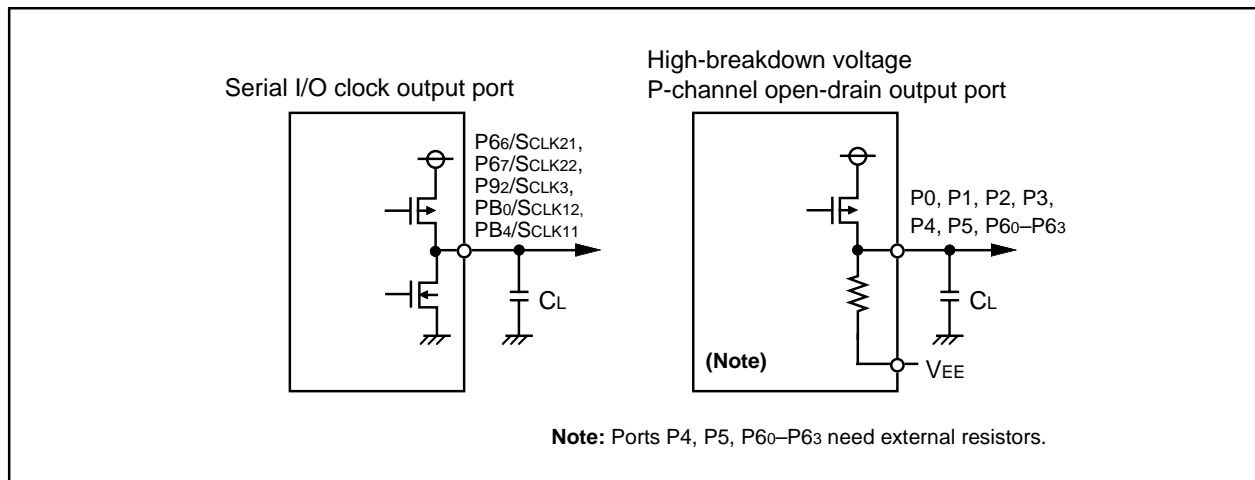 Serial I/O clock output port
P66/SCLK21,
P67/SCLK22,
P92/SCLK3,
PB0/SCLK12,
PB4/SCLK11
CL
High-breakdown voltage
P-channel open-drain output port
P0, P1, P2, P3,
P4, P5, P60–P63
CL
(Note)
VEE
Note: Ports P4, P5, P60–P63 need external resistors.